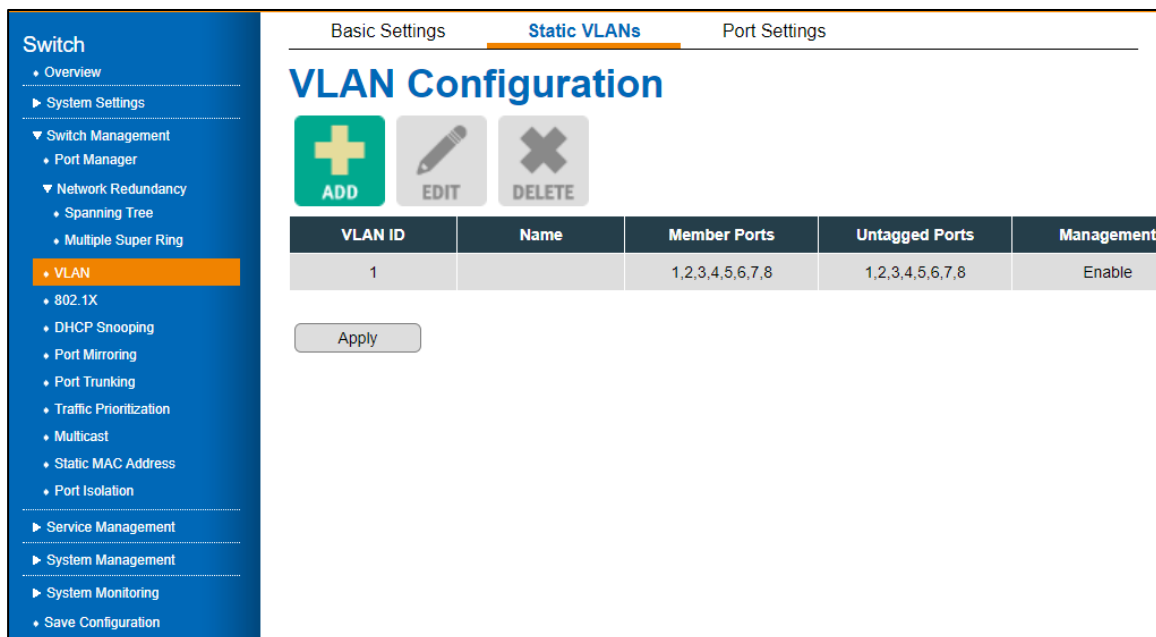 Switch
Overview
System Settings
Switch Management
Port Manager
Network Redundancy
Spanning Tree
Multiple Super Ring
VLAN
802.1X
DHCP Snooping
Port Mirroring
Port Trunking
Traffic Prioritization
Multicast
Static MAC Address
Port Isolation
Service Management
System Management
System Monitoring
Save Configuration
Basic Settings Static VLANs Port Settings
VLAN Configuration
ADD EDIT DELETE
VLAN ID Name Member Ports Untagged Ports Management
1 1,2,3,4,5,6,7,8 1,2,3,4,5,6,7,8 Enable
Apply